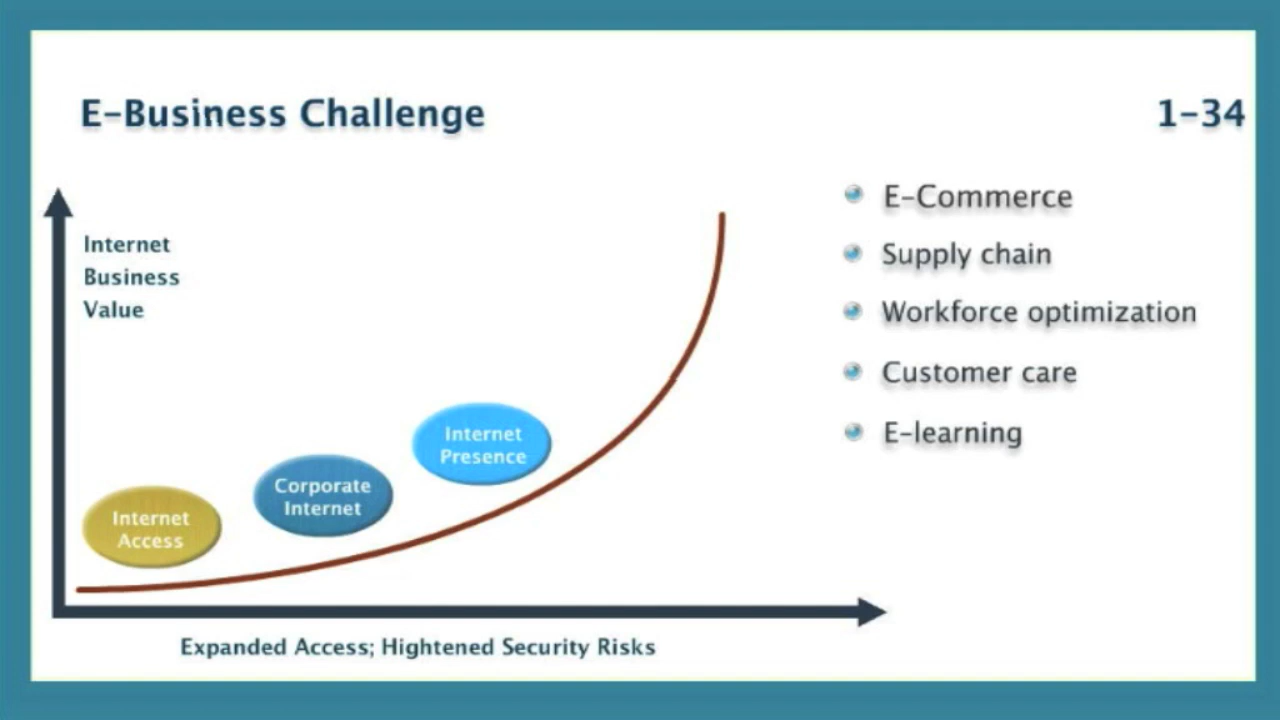 E-Business Challenge
1-34
Internet
Business
Value
Internet
Access
Corporate
Internet
Internet
Presence
Expanded Access; Hightened Security Risks
E-Commerce
Supply chain
Workforce optimization
Customer care
E-learning